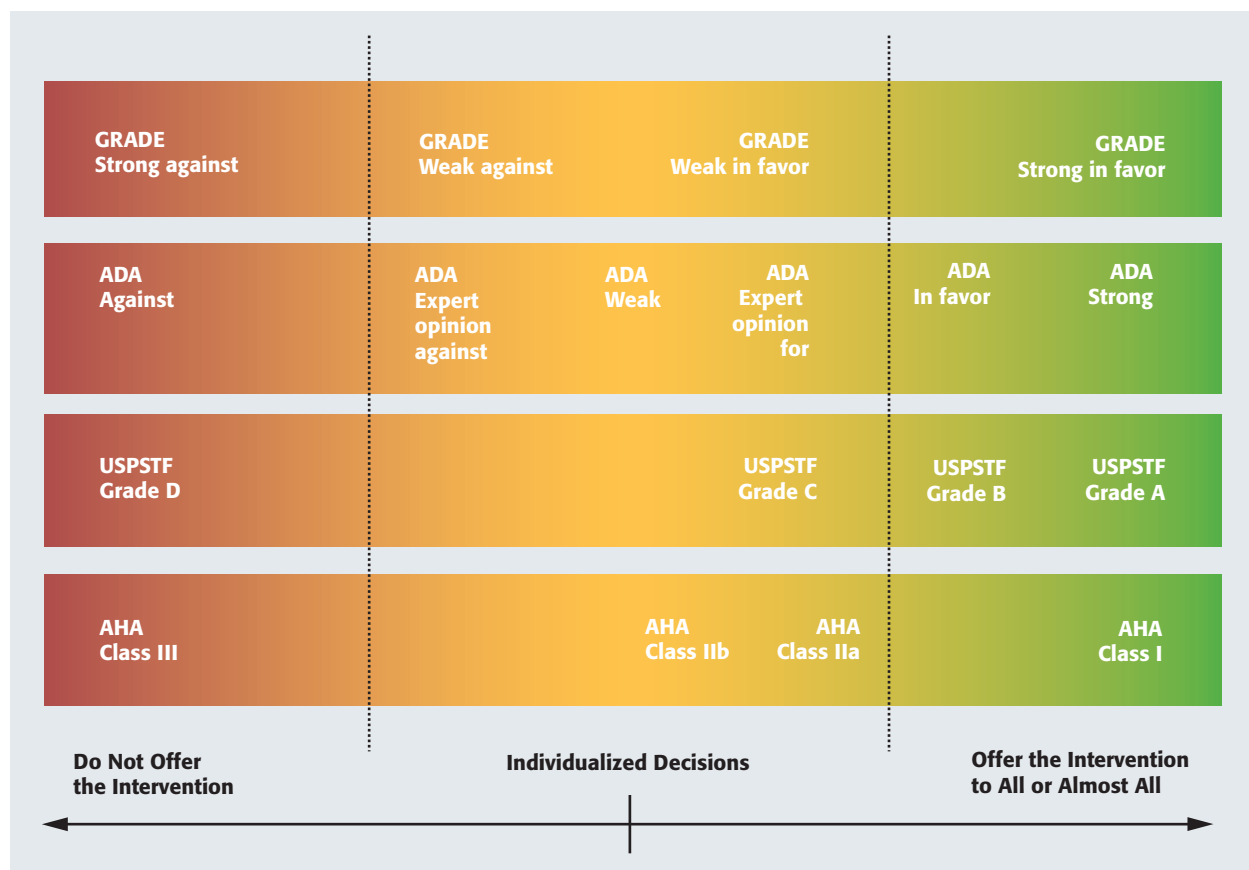 GRADE
Strong against
GRADE
Weak against
GRADE
Weak in favor
GRADE
Strong in favor
ADA
Against
ADA
Expert
opinion
against
ADA
Weak
ADA
Expert
opinion
for
ADA
In favor
ADA
Strong
USPSTF
Grade D
USPSTF
Grade C
USPSTF
Grade B
USPSTF
Grade A
AHA
Class III
AHA
Class IIb
AHA
Class IIa
AHA
Class I
Do Not Offer
the Intervention
Individualized Decisions
Offer the Intervention
to All or Almost All